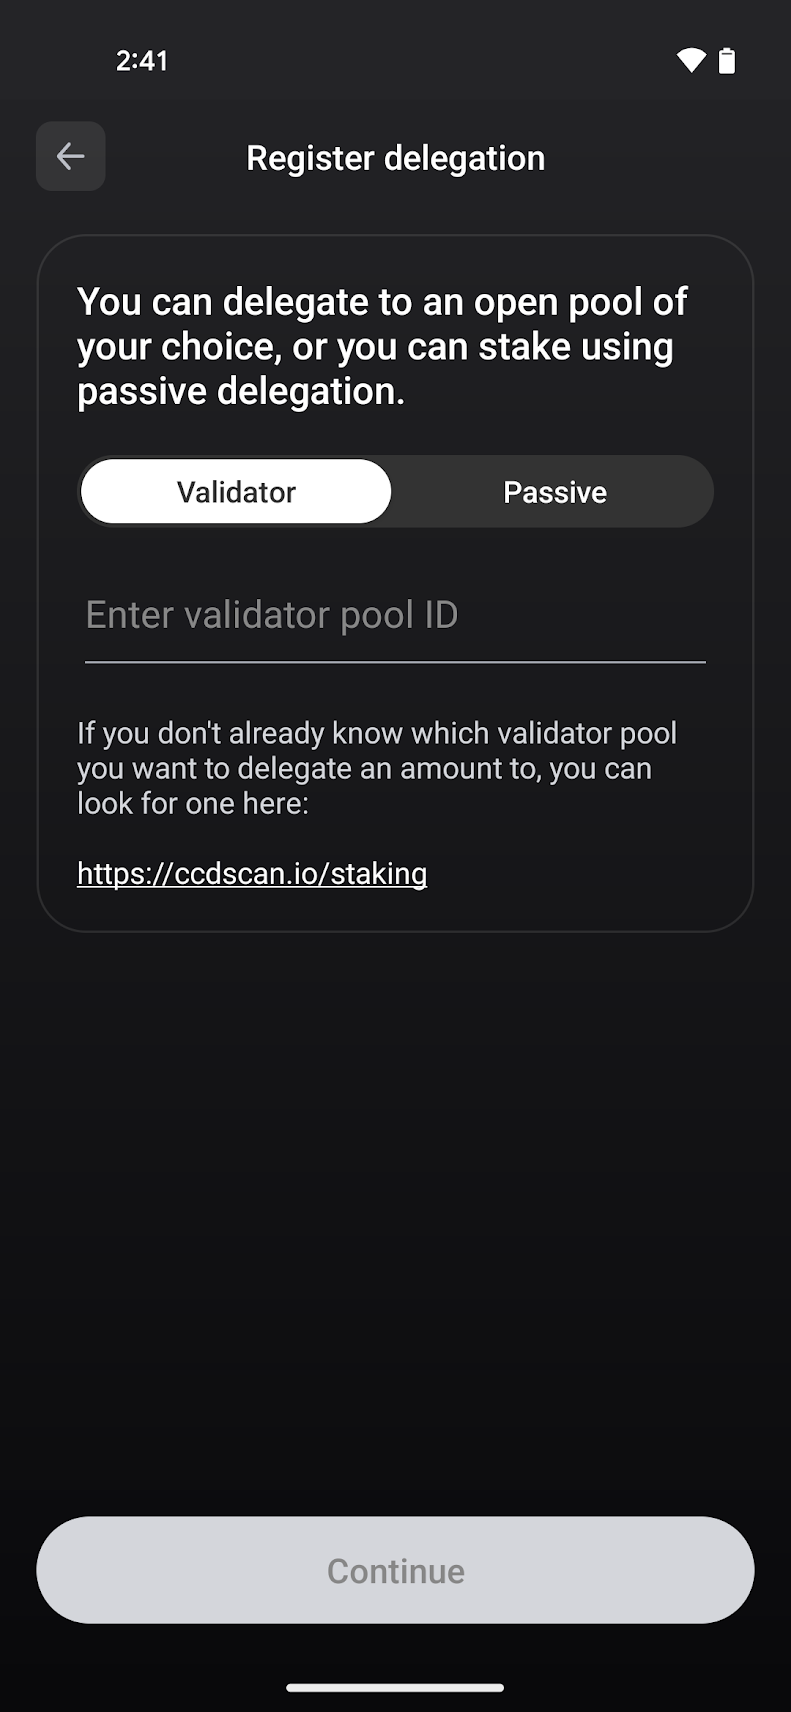 2:41
Register delegation
You can delegate to an open pool of
your choice, or you can stake using
passive delegation.
Validator
Passive
Enter validator pool ID
If you don't already know which validator pool
you want to delegate an amount to, you can
look for one here:
https://ccdscan.io/staking
Continue